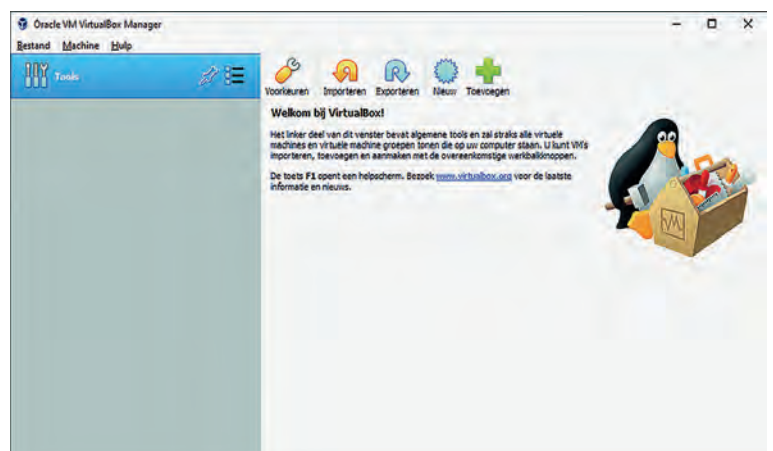 Oracle VM VirtualBox Manager
Bestand Machine Hulp
Tools
Voorkeuren Importeren Exporteren Nieuw Toevoegen
Welkom bij VirtualBox!
Het linker deel van dit venster bevat algemene tools en zal straks alle virtuele
machines en virtuele machine groepen tonen die op uw computer staan. U kunt VM's
importeren, toevoegen en aanmaken met de overeenkomstige werkbalkknoppen.
De toets F1 opent een helpscherm. Bezoek www.virtualbox.org voor de laatste
informatie en nieuws.